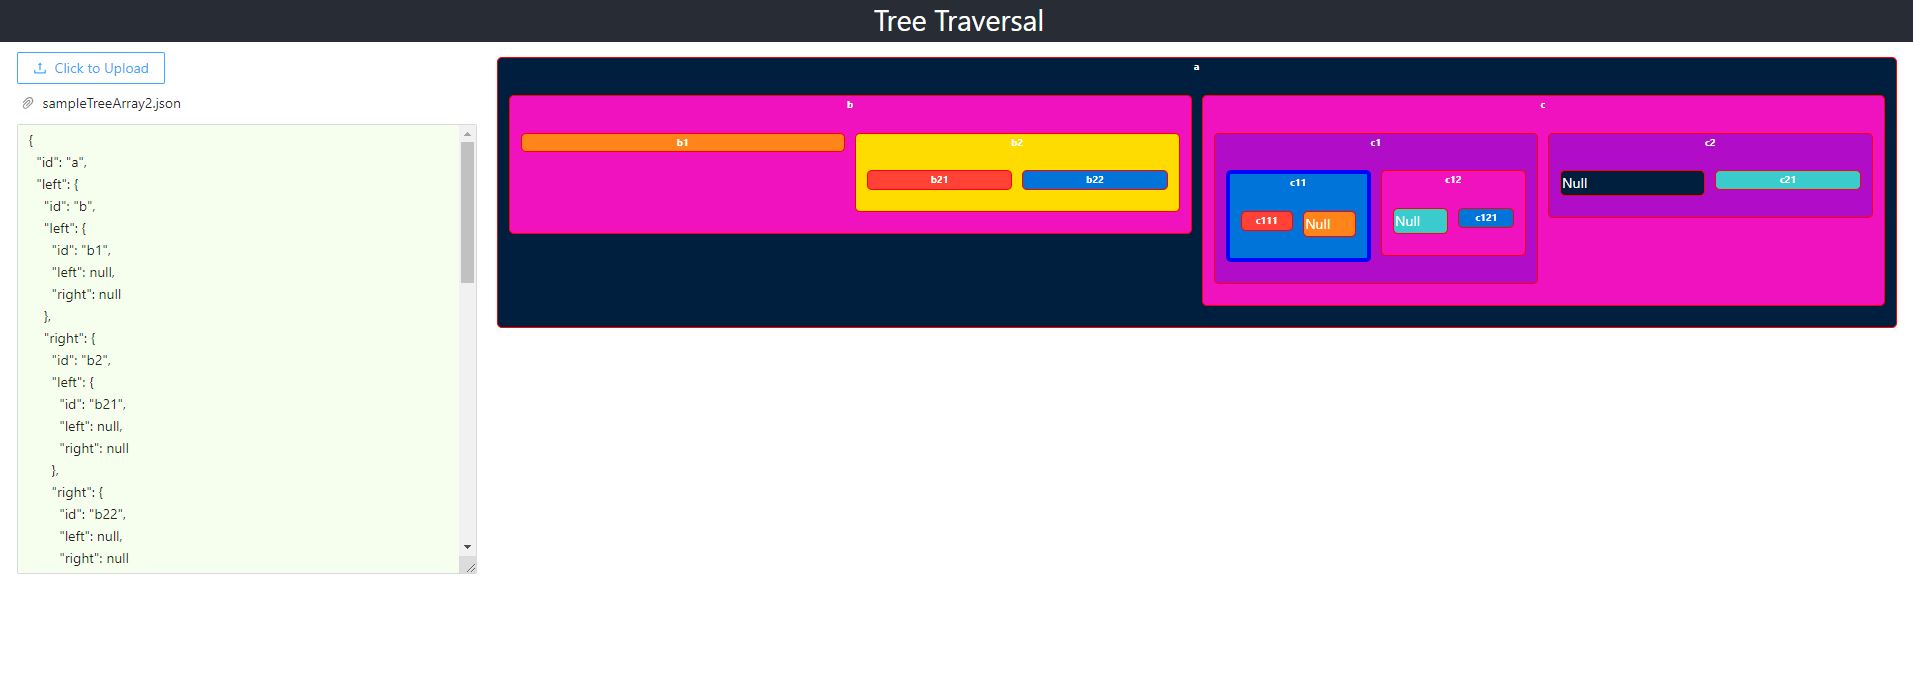 Tree Traversal
Click to Upload
sampleTreeArray2.json
{
"id": "a",
"left": {
"id": "b",
"left": {
"id": "b1",
"left": null,
"right": null
},
"right": {
"id": "b2",
"left": {
"id": "b21",
"left": null,
"right": null
},
"right": {
"id": "b22",
"left": null,
"right": null
a
b
c
b1
b2
c1
c2
b21
b22
c11
c12
Null
c21
c111
Null
Null
c121